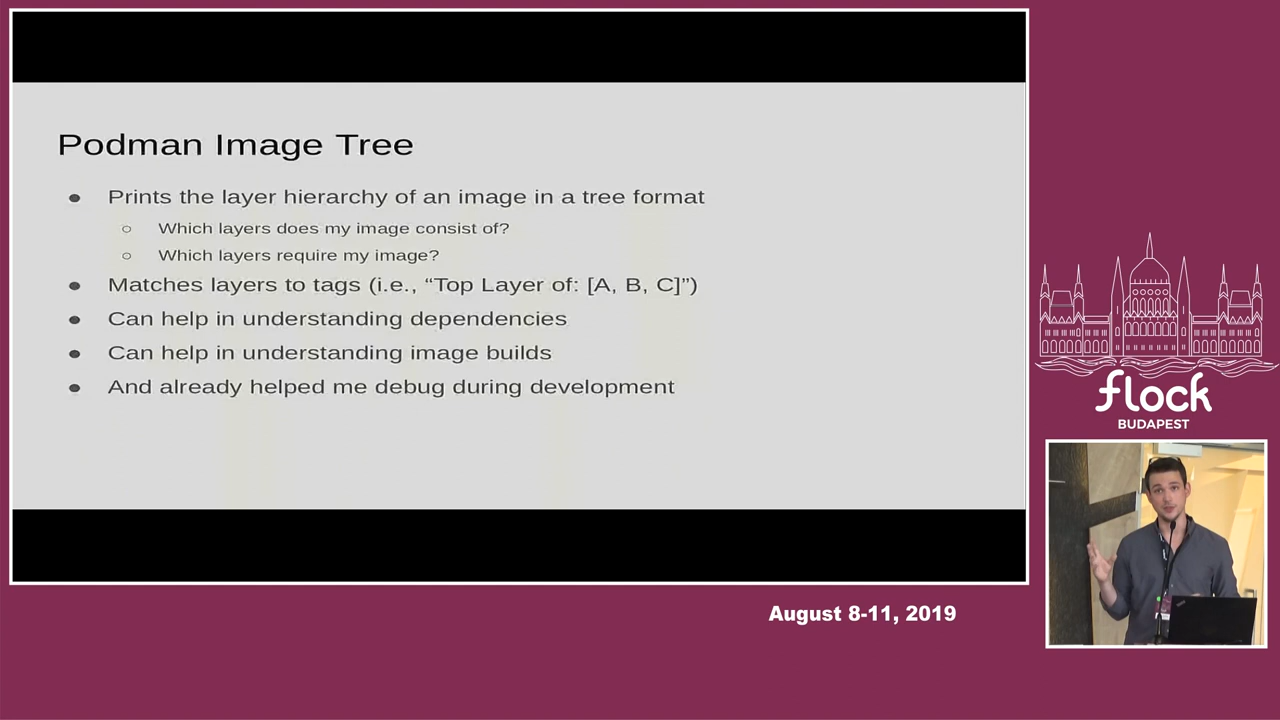 Podman Image Tree
● Prints the layer hierarchy of an image in a tree format
○ Which layers does my image consist of?
○ Which layers require my image?
● Matches layers to tags (i.e., “Top Layer of: [A, B, C]”)
● Can help in understanding dependencies
● Can help in understanding image builds
● And already helped me debug during development
flock
BUDAPEST
August 8-11, 2019